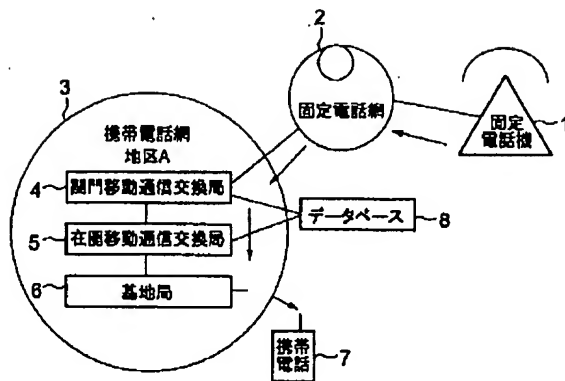 2
固定電話網
3
携帯電話網
地区A
固定
電話機
1
4
関門移動通信交換局
データベース
8
5
在圏移動通信交換局
6
基地局
携帯
電話
7